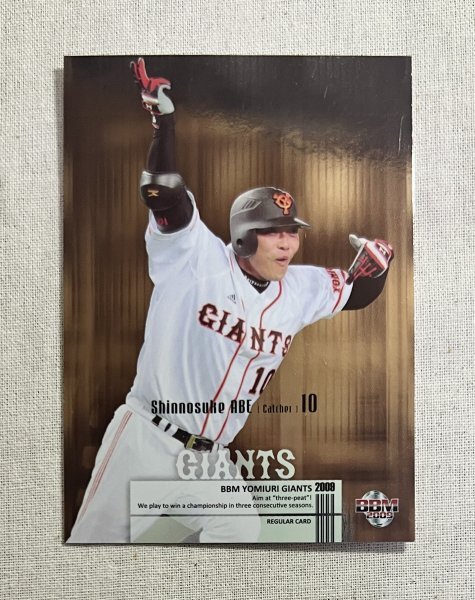 YG
GIANTS
10
Shinnosuke ABE [ Catcher ] 10
GIANTS
BBM YOMIURI GIANTS 2009
Aim at "three-peat"!
We play to win a championship in three consecutive seasons.
REGULAR CARD
BBM
2009